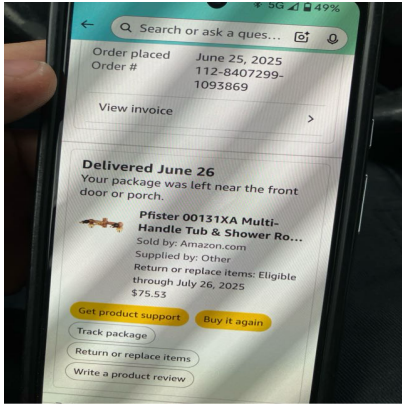 5G 49%
Search or ask a ques...
Order placed June 25, 2025
Order # 112-8407299-
1093869
View invoice
Delivered June 26
Your package was left near the front
door or porch.
Pfister 00131XA Multi-
Handle Tub & Shower Ro...
Sold by: Amazon.com
Supplied by: Other
Return or replace items: Eligible
through July 26, 2025
$75.53
Get product support Buy it again
Track package
Return or replace items
Write a product review